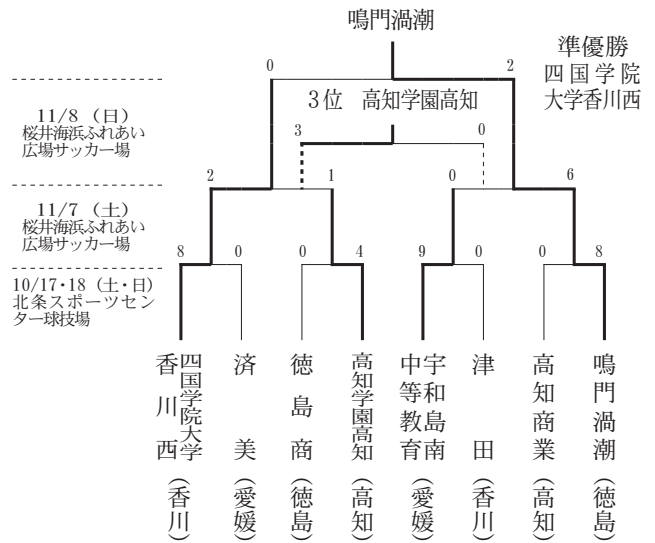 鳴門渦潮
0
2
準優勝
四国学院
大学香川西
3位 高知学園高知
11/8 (日)
桜井海浜ふれあい
広場サッカー場
3
0
2
1
0
6
11/7 (土)
桜井海浜ふれあい
広場サッカー場
8
0
0
4
9
0
0
8
10/17・18 (土・日)
北条スポーツセン
ター球技場
四国学院大学
香川西
(香川)
済美
(愛媛)
徳島商
(徳島)
高知学園高知
(高知)
宇和島南
中等教育
(愛媛)
津田
(香川)
高知商業
(高知)
鳴門渦潮
(徳島)